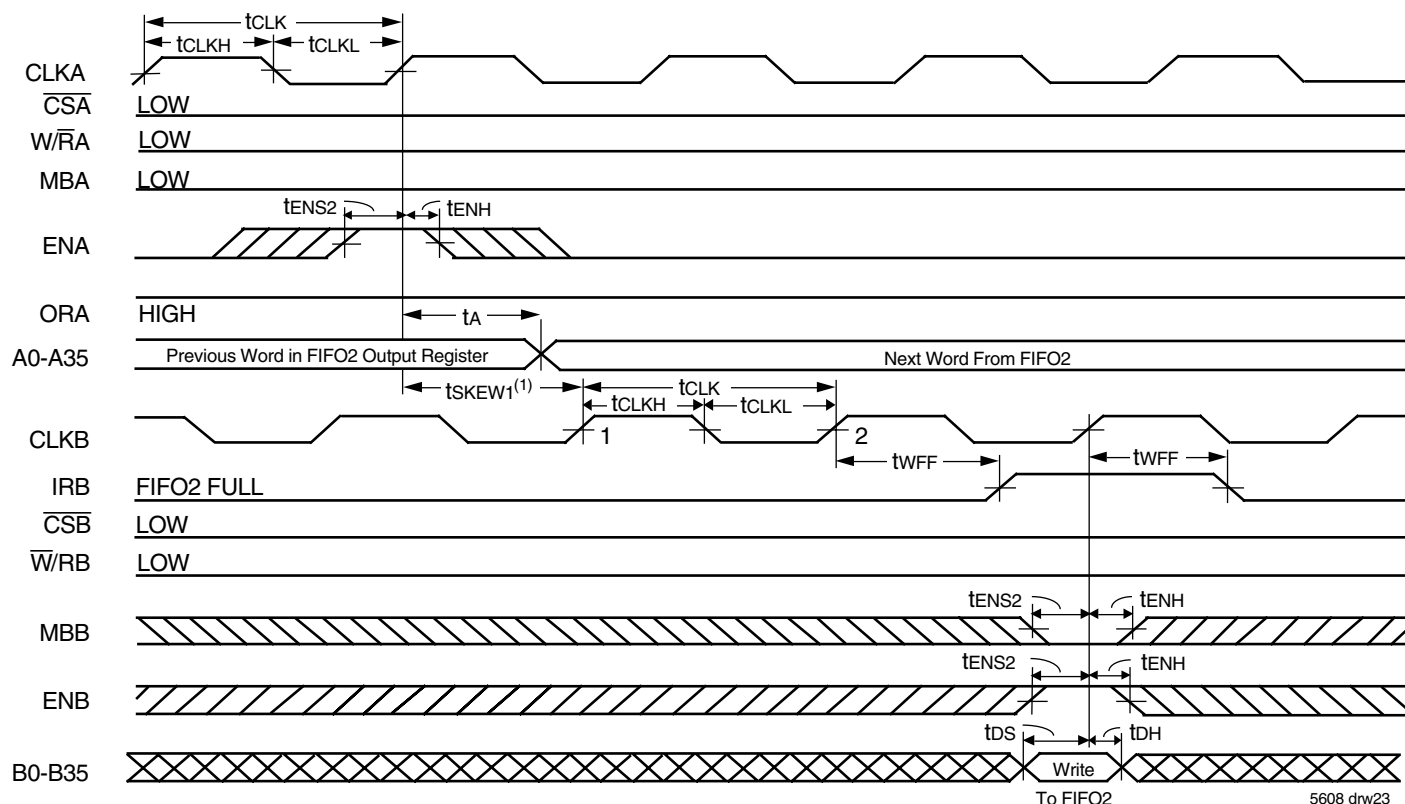 tCLK
tCLKH tCLKL
CLKA
CSA LOW
W/RA LOW
MBA LOW
tENS2 tENH
ENA
ORA HIGH
tA
A0-A35 Previous Word in FIFO2 Output Register Next Word From FIFO2
tSKEW1(1) tCLK
tCLKH tCLKL
CLKB 1 2
tWFF tWFF
IRB FIFO2 FULL
CSB LOW
W/RB LOW
tENS2 tENH
MBB
tENS2 tENH
ENB
tDS tDH
B0-B35 Write
To FIFO2 5608 drw23